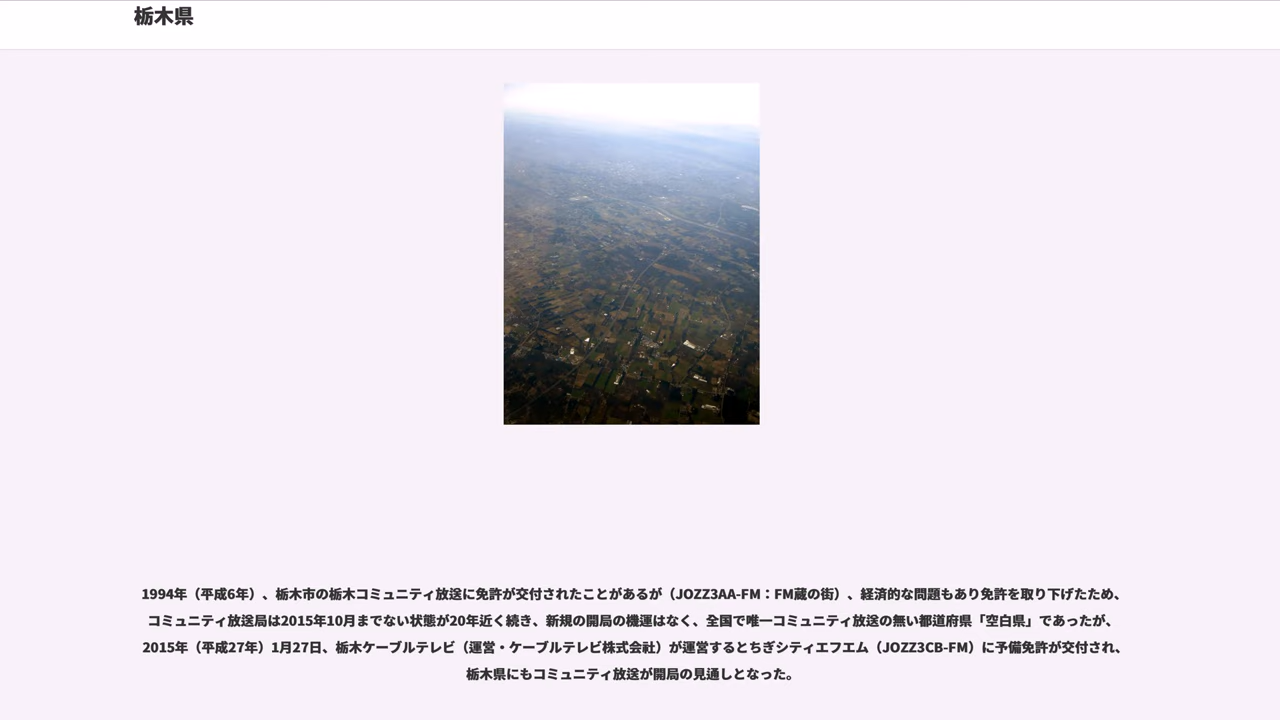 栃木県
1994年（平成6年）、栃木市の栃木コミュニティ放送に免許が交付されたことがあるが（JOZZ3AA-FM：FM蔵の街）、経済的な問題もあり免許を取り下げたため、
コミュニティ放送局は2015年10月までない状態が20年近く続き、新規の開局の機運はなく、全国で唯一コミュニティ放送の無い都道府県「空白県」であったが、
2015年（平成27年）1月27日、栃木ケーブルテレビ（運営・ケーブルテレビ株式会社）が運営するとちぎシティエフエム（JOZZ3CB-FM）に予備免許が交付され、
栃木県にもコミュニティ放送が開局の見通しとなった。